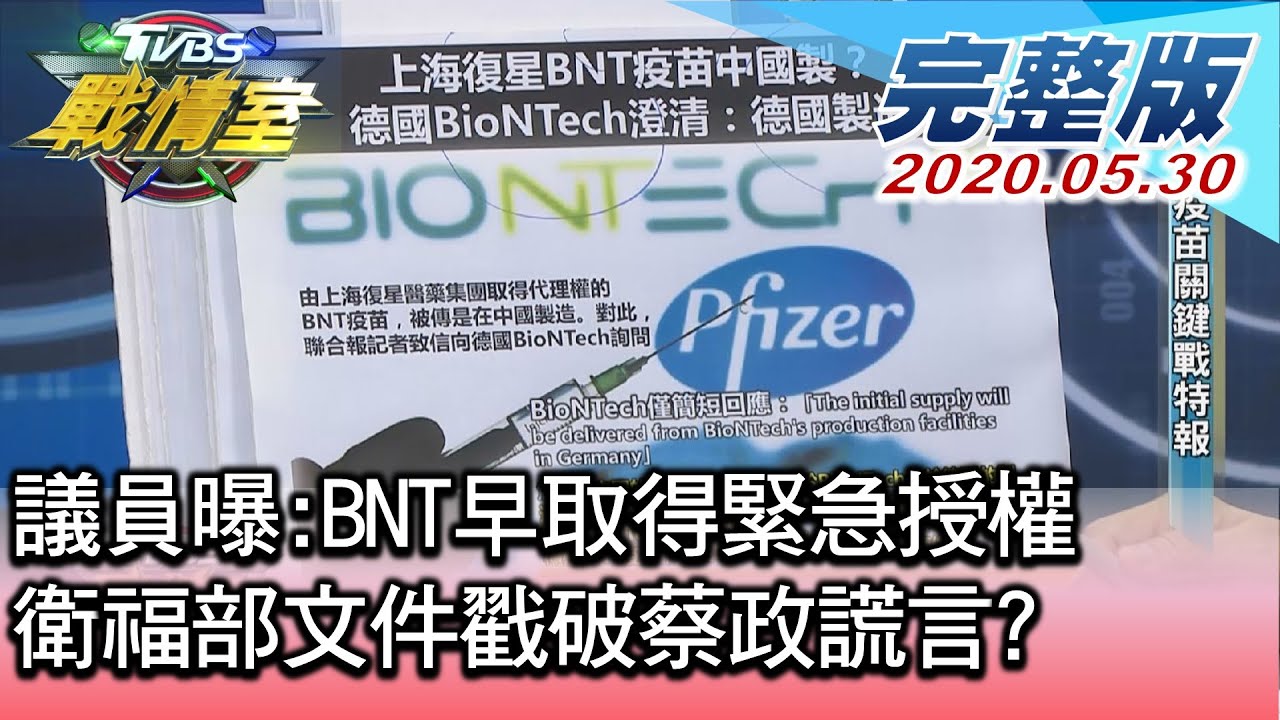 TVBS
戰情室
完整版
2020.05.30
上海復星BNT疫苗中國製？
德國BioNTech澄清：德國製造
BIONTECH
由上海復星醫藥集團取得代理權的
BNT疫苗，被傳是在中國製造。對此，
聯合報記者致信向德國BioNTech詢問
Pfizer
BioNTech僅簡短回應：「The initial supply will
be delivered from BioNTech's production facilities
in Germany」
疫苗關鍵戰特報
004
議員曝:BNT早取得緊急授權
衛福部文件戳破蔡政謊言?